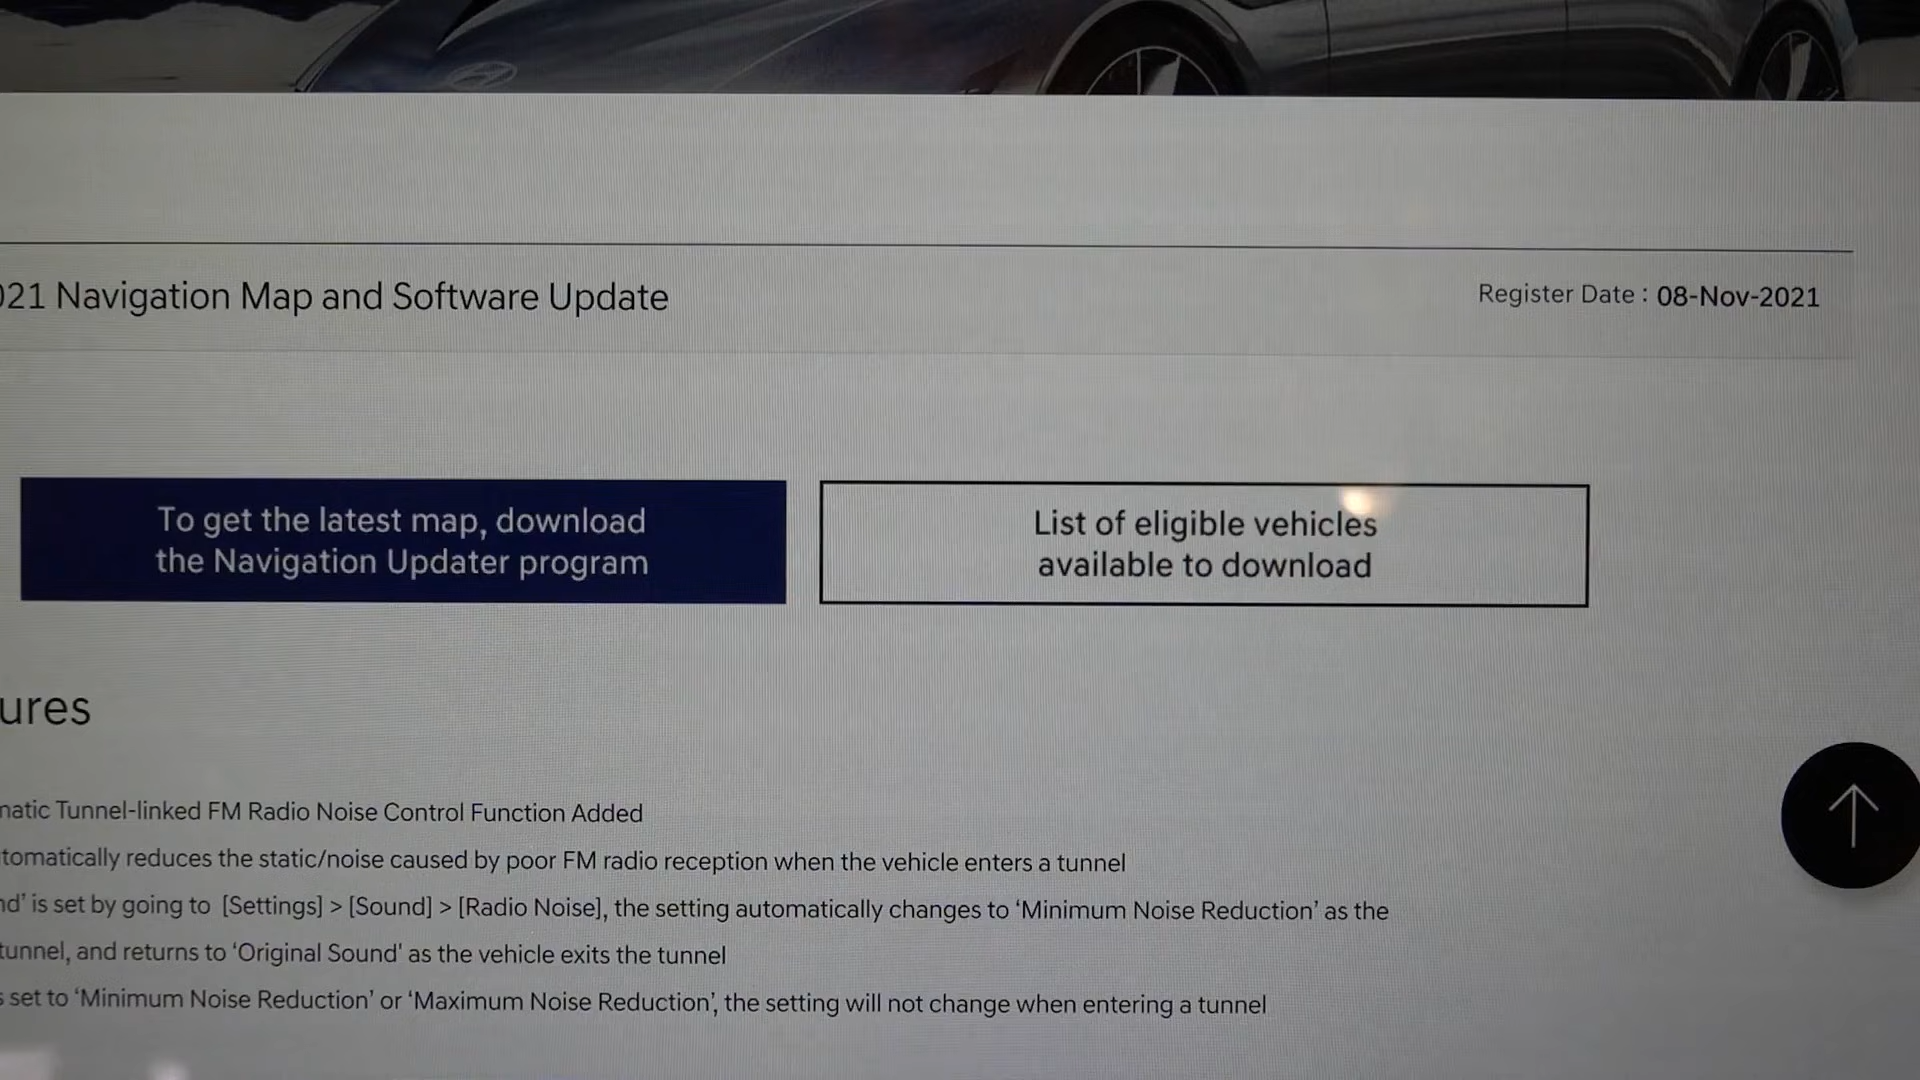 021 Navigation Map and Software Update
Register Date : 08-Nov-2021
To get the latest map, download
the Navigation Updater program
List of eligible vehicles
available to download
ures
matic Tunnel-linked FM Radio Noise Control Function Added
tomatically reduces the static/noise caused by poor FM radio reception when the vehicle enters a tunnel
nd' is set by going to [Settings] > [Sound] > [Radio Noise], the setting automatically changes to ‘Minimum Noise Reduction’ as the
tunnel, and returns to ‘Original Sound' as the vehicle exits the tunnel
s set to ‘Minimum Noise Reduction’ or ‘Maximum Noise Reduction’, the setting will not change when entering a tunnel